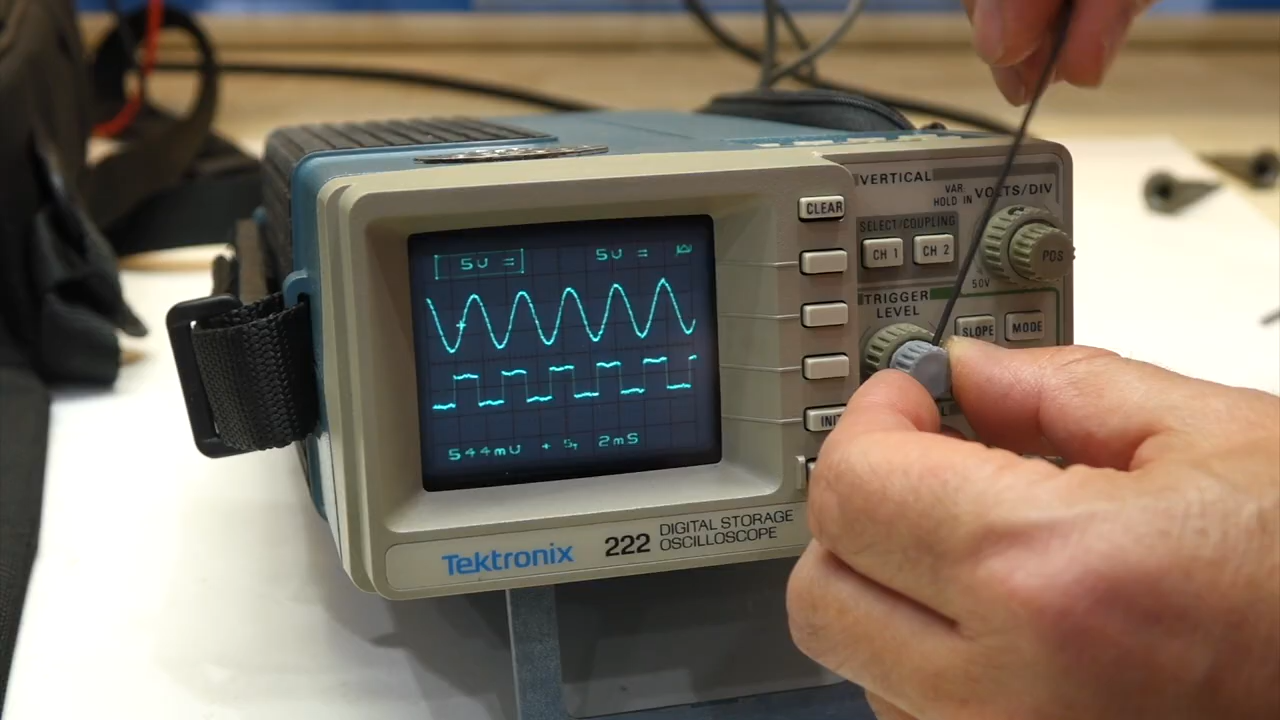 5V =
5V =
544mV + 2mS
Tektronix
222 DIGITAL STORAGE
OSCILLOSCOPE
CLEAR
VERTICAL
VAR.
HOLD IN
VOLTS/DIV
SELECT/COUPLING
CH 1
CH 2
POS
50V
TRIGGER
LEVEL
SLOPE
MODE